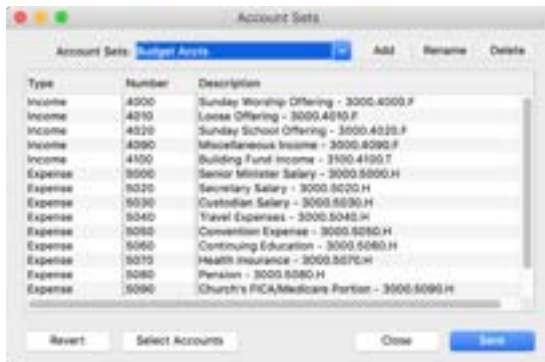 Account Sets
Account Sets: Budget Accts Add Rename Delete
Type Number Description
Income 4000 Sunday Worship Offering - 3000.4000.F
Income 4010 Loose Offering - 3000.4010.F
Income 4020 Sunday School Offering - 3000.4020.F
Income 4090 Miscellaneous Income - 3000.4090.F
Income 4100 Building Fund Income - 3100.4100.T
Expense 5000 Senior Minister Salary - 3000.5000.H
Expense 5020 Secretary Salary - 3000.5020.H
Expense 5030 Custodian Salary - 3000.5030.H
Expense 5040 Travel Expenses - 3000.5040.H
Expense 5050 Convention Expense - 3000.5050.H
Expense 5060 Continuing Education - 3000.5060.H
Expense 5070 Health Insurance - 3000.5070.H
Expense 5080 Pension - 3000.5080.H
Expense 5090 Church's FICA/Medicare Portion - 3000.5090.H
Revert Select Accounts Close Save